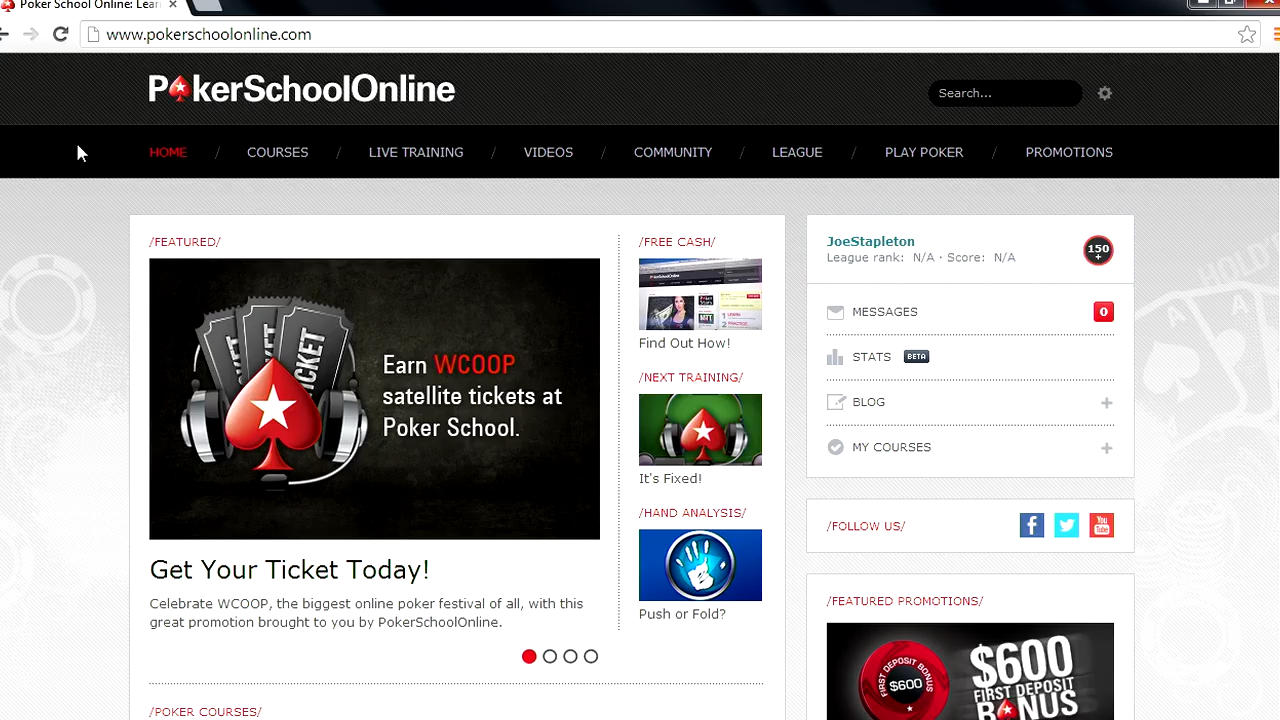 Poker School Online: Lear
www.pokerschoolonline.com
PokerSchoolOnline
Search...
HOME / COURSES / LIVE TRAINING / VIDEOS / COMMUNITY / LEAGUE / PLAY POKER / PROMOTIONS
/FEATURED/
TICKET
Earn WCOOP
satellite tickets at
Poker School.
Get Your Ticket Today!
Celebrate WCOOP, the biggest online poker festival of all, with this
great promotion brought to you by PokerSchoolOnline.
/POKER COURSES/
/FREE CASH/
Find Out How!
/NEXT TRAINING/
It's Fixed!
/HAND ANALYSIS/
Push or Fold?
JoeStapleton
League rank: N/A · Score: N/A
150
+
MESSAGES
0
STATS BETA
BLOG +
MY COURSES +
/FOLLOW US/
You
Tube
/FEATURED PROMOTIONS/
FIRST DEPOSIT BONUS
$600
$600
FIRST DEPOSIT
BONUS